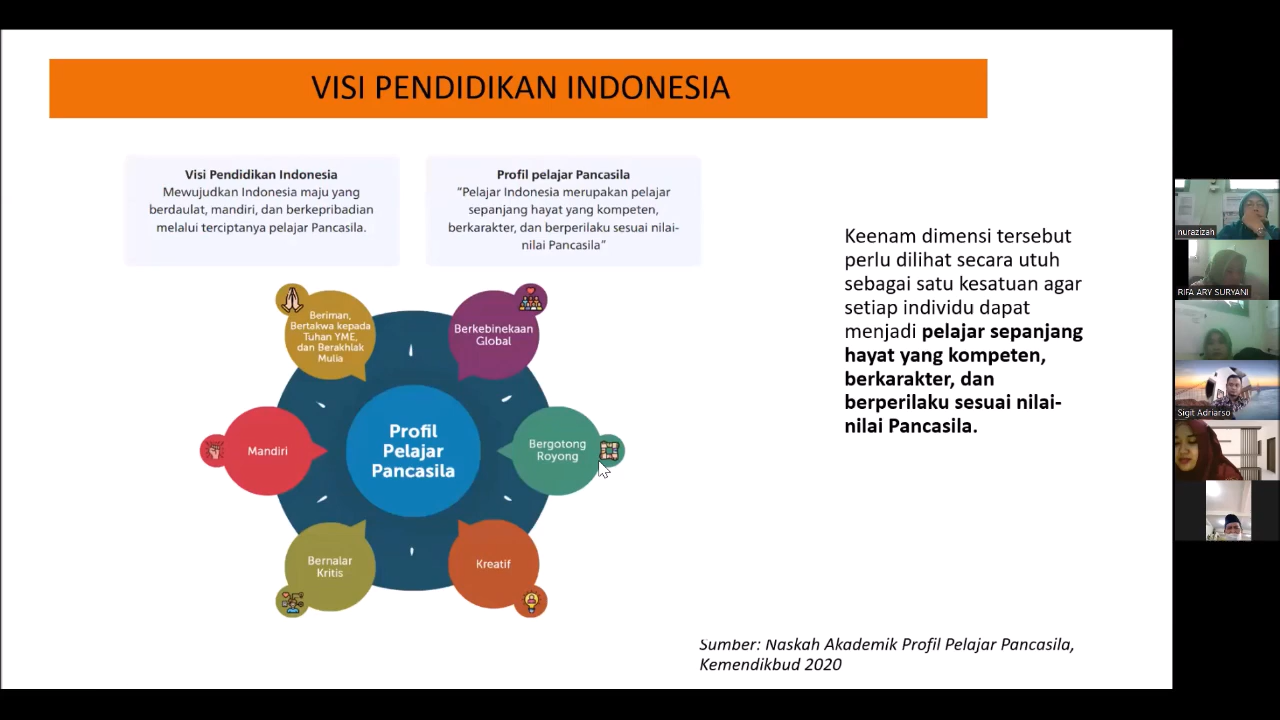 VISI PENDIDIKAN INDONESIA
Visi Pendidikan Indonesia
Mewujudkan Indonesia maju yang
berdaulat, mandiri, dan berkepribadian
melalui terciptanya pelajar Pancasila.
Profil pelajar Pancasila
“Pelajar Indonesia merupakan pelajar
sepanjang hayat yang kompeten,
berkarakter, dan berperilaku sesuai nilai-
nilai Pancasila”
Beriman,
Bertakwa kepada
Tuhan YME,
dan Berakhlak
Mulia
Berkebinekaan
Global
Mandiri
Profil
Pelajar
Pancasila
Bergotong
Royong
Bernalar
Kritis
Kreatif
Keenam dimensi tersebut
perlu dilihat secara utuh
sebagai satu kesatuan agar
setiap individu dapat
menjadi pelajar sepanjang
hayat yang kompeten,
berkarakter, dan
berperilaku sesuai nilai-
nilai Pancasila.
Sumber: Naskah Akademik Profil Pelajar Pancasila,
Kemendikbud 2020
nurazizah
RIFA ARY SURYANI
Sigit Adriarso